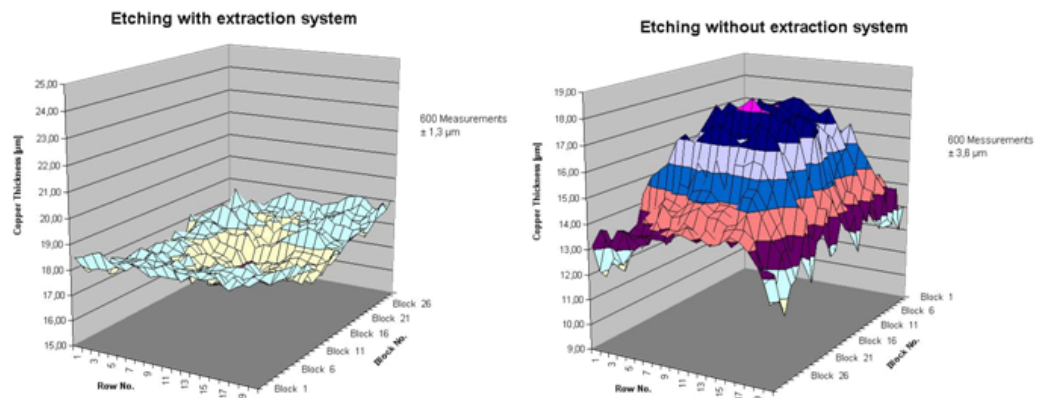 Etching with extraction system
25,00
24,00
23,00
22,00
21,00
20,00
19,00
18,00
17,00
16,00
15,00
Copper Thickness [µm]
1
3
5
7
9
11
13
15
17
19
Row No.
Block 1
Block 6
Block 11
Block 16
Block 21
Block 26
Block No.
600 Measurements
± 1,3 µm
Etching without extraction system
19,00
18,00
17,00
16,00
15,00
14,00
13,00
12,00
11,00
10,00
9,00
Copper Thickness [µm]
1
3
5
7
9
11
13
15
17
Row No.
Block 26
Block 21
Block 16
Block 11
Block 6
Block 1
Block No.
600 Messurements
± 3,6 µm